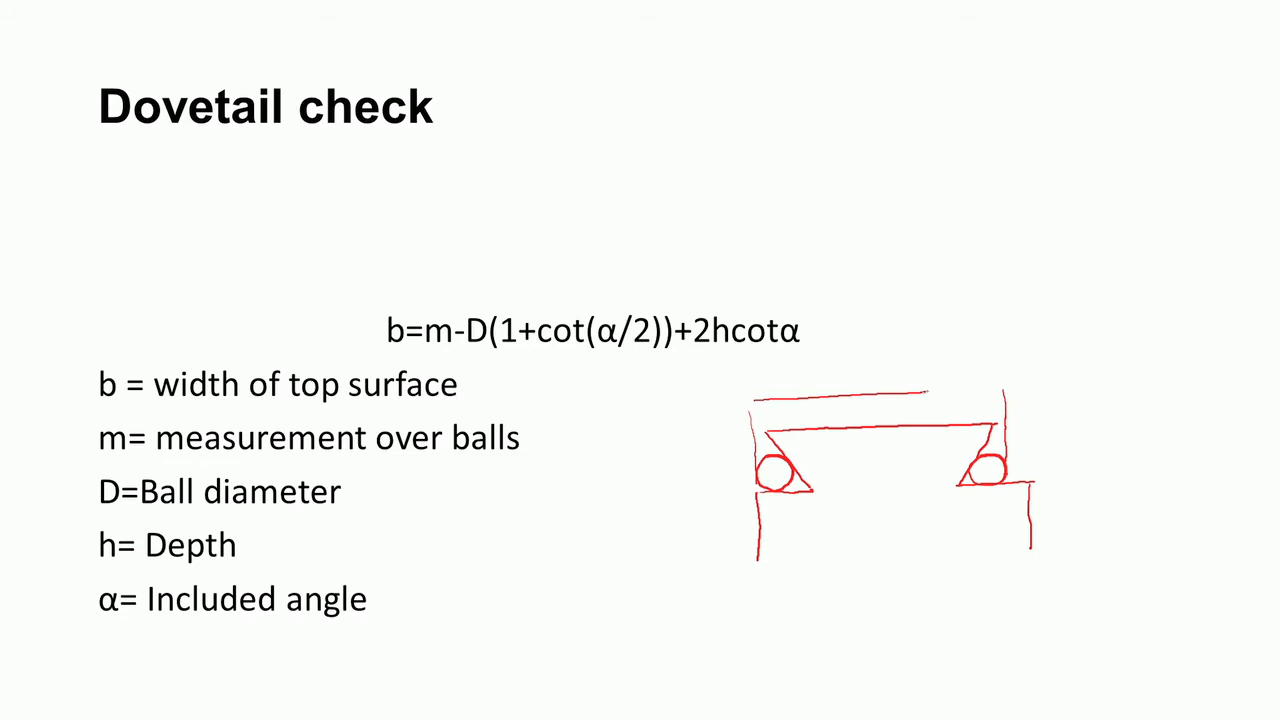 Dovetail check
b=m-D(1+cot(α/2))+2hcotα
b = width of top surface
m= measurement over balls
D=Ball diameter
h= Depth
α= Included angle